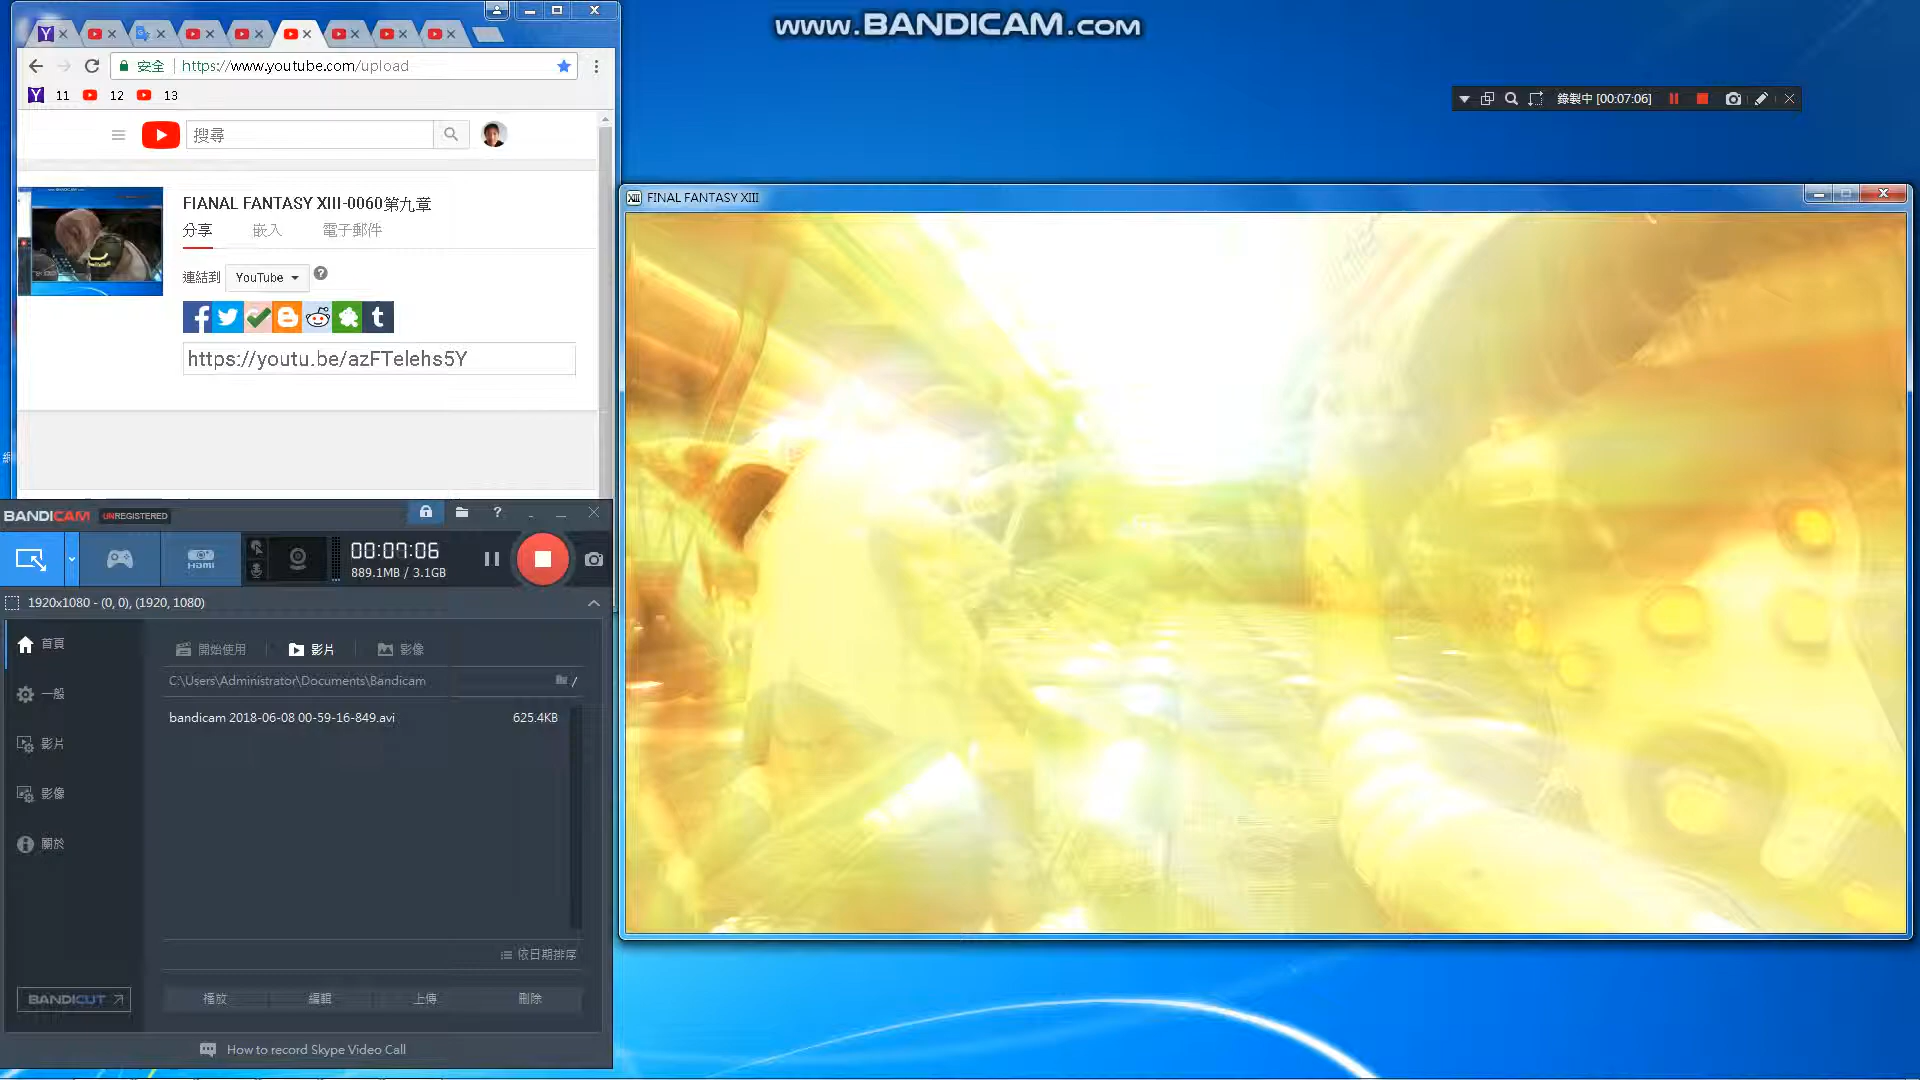 www.BANDICAM.com
安全 https://www.youtube.com/upload
11 12 13
搜尋
錄製中 [00:07:06]
FINAL FANTASY XIII
FIANAL FANTASY XIII-0060第九章
分享 嵌入 電子郵件
連結到 YouTube
https://youtu.be/azFTelehs5Y
BANDICAM UNREGISTERED
HDMI
00:07:06
889.1MB / 3.1GB
1920x1080 - (0, 0), (1920, 1080)
首頁
一般
影片
影像
關於
開始使用 影片 影像
C:\Users\Administrator\Documents\Bandicam
bandicam 2018-06-08 00-59-16-849.avi 625.4KB
依日期排序
播放 編輯 上傳 刪除
BANDICUT
How to record Skype Video Call